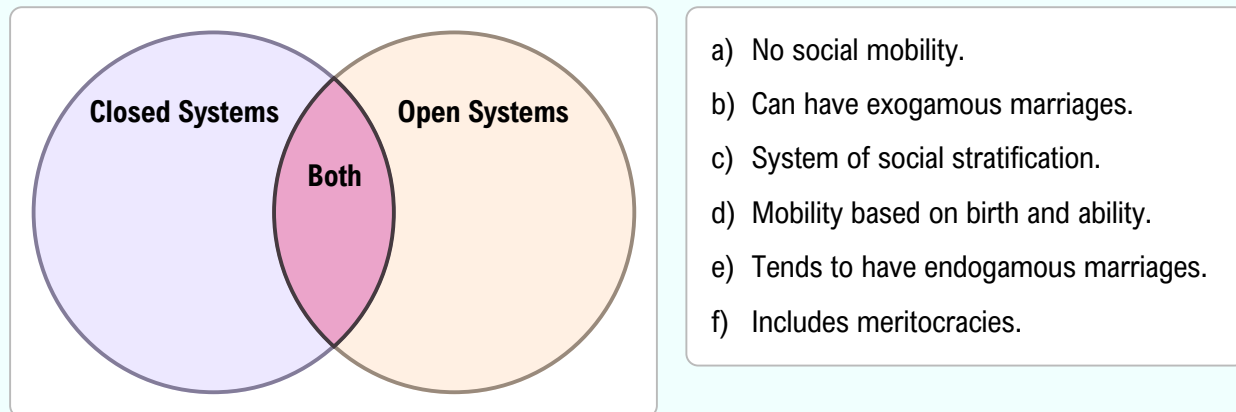 Closed Systems
Open Systems
Both
a) No social mobility.
b) Can have exogamous marriages.
c) System of social stratification.
d) Mobility based on birth and ability.
e) Tends to have endogamous marriages.
f) Includes meritocracies.